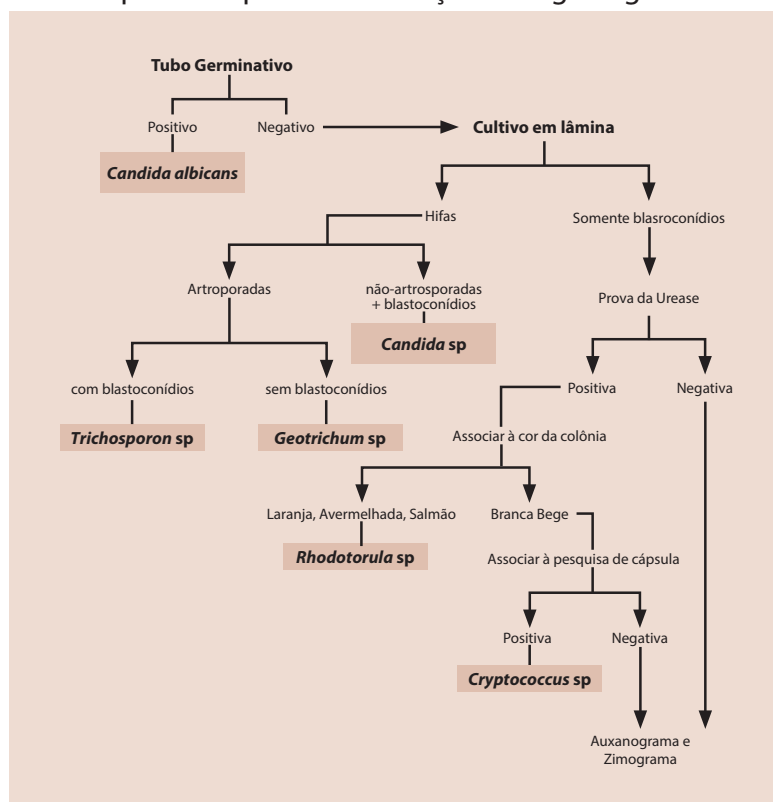 Tubo Germinativo
Positivo
Negativo
Cultivo em lâmina
Candida albicans
Hifas
Somente blasroconídios
Artroporadas
não-artrosporadas
+ blastoconídios
Prova da Urease
Candida sp
com blastoconídios
sem blastoconídios
Positiva
Negativa
Trichosporon sp
Geotrichum sp
Associar à cor da colônia
Laranja, Avermelhada, Salmão
Branca Bege
Rhodotorula sp
Associar à pesquisa de cápsula
Positiva
Negativa
Cryptococcus sp
Auxanograma e
Zimograma